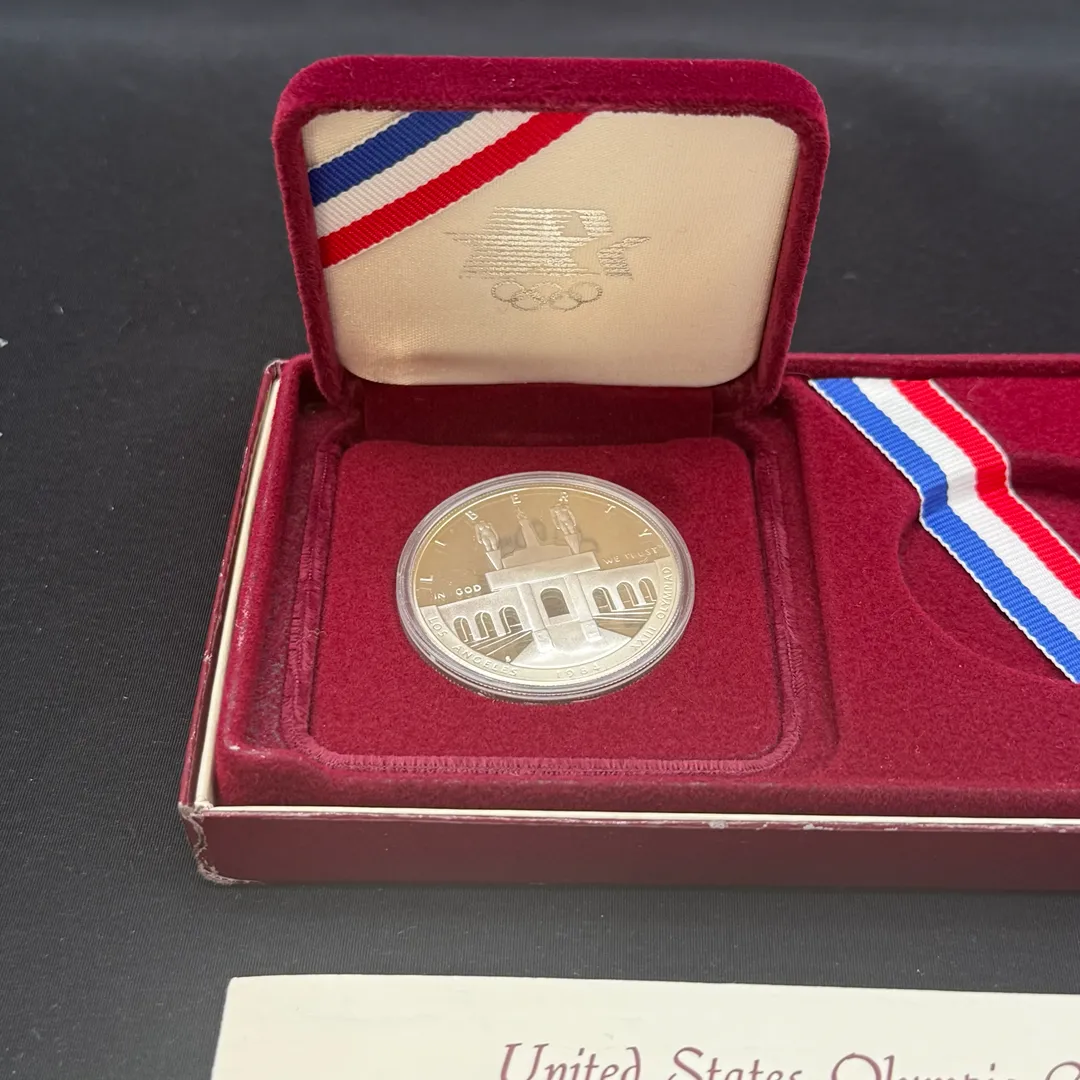 LIBERTY
IN GOD WE TRUST
LOS ANGELES 1984 XXIII OLYMPIAD
S
United States Olympic